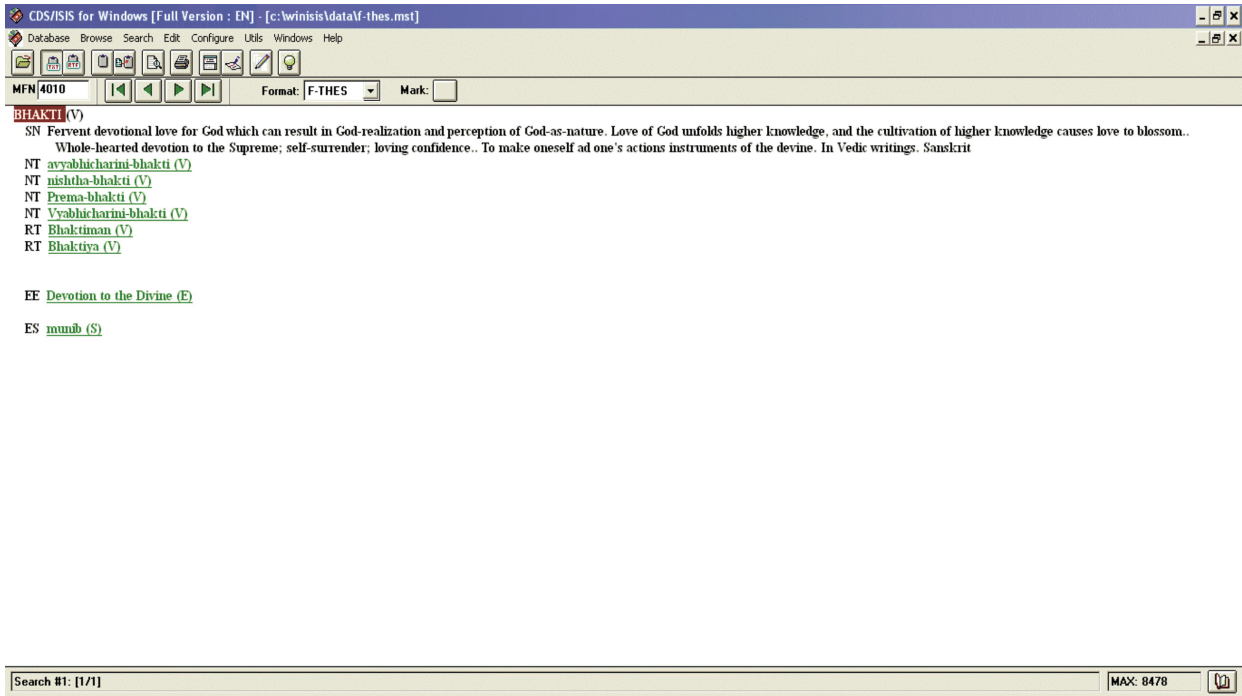 CDS/ISIS for Windows [Full Version : EN] - [c:\winisis\data\f-thes.mst]
Database Browse Search Edit Configure Utils Windows Help
MFN 4010 Format: F-THES Mark:
BHAKTI (V)
SN Fervent devotional love for God which can result in God-realization and perception of God-as-nature. Love of God unfolds higher knowledge, and the cultivation of higher knowledge causes love to blossom..
Whole-hearted devotion to the Supreme; self-surrender; loving confidence.. To make oneself ad one's actions instruments of the devine. In Vedic writings. Sanskrit
NT avyabhicharini-bhakti (V)
NT nishtha-bhakti (V)
NT Prema-bhakti (V)
NT Vyabhicharini-bhakti (V)
RT Bhaktiman (V)
RT Bhaktiya (V)
EE Devotion to the Divine (E)
ES munib (S)
Search #1: [1/1] MAX: 8478